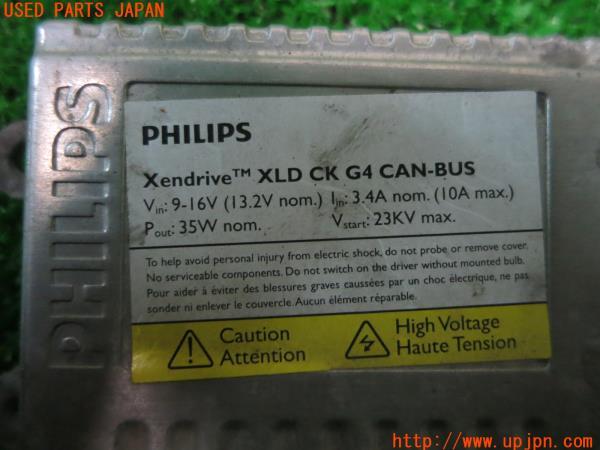 USED PARTS JAPAN
PHILIPS
PHILIPS
Xendrive™ XLD CK G4 CAN-BUS
Vin: 9-16V (13.2V nom.) Iin: 3.4A nom. (10A max.)
Pout: 35W nom. Vstart: 23KV max.
To help avoid personal injury from electric shock, do not probe or remove cover.
No serviceable components. Do not switch on the driver without mounted bulb.
Pour aider à éviter des blessures graves caussées par un choc électrique, ne pas
sonder ni enlever le couvercle. Aucun élément réparable.
Caution
Attention
High Voltage
Haute Tension
http://www.upjpn.com/